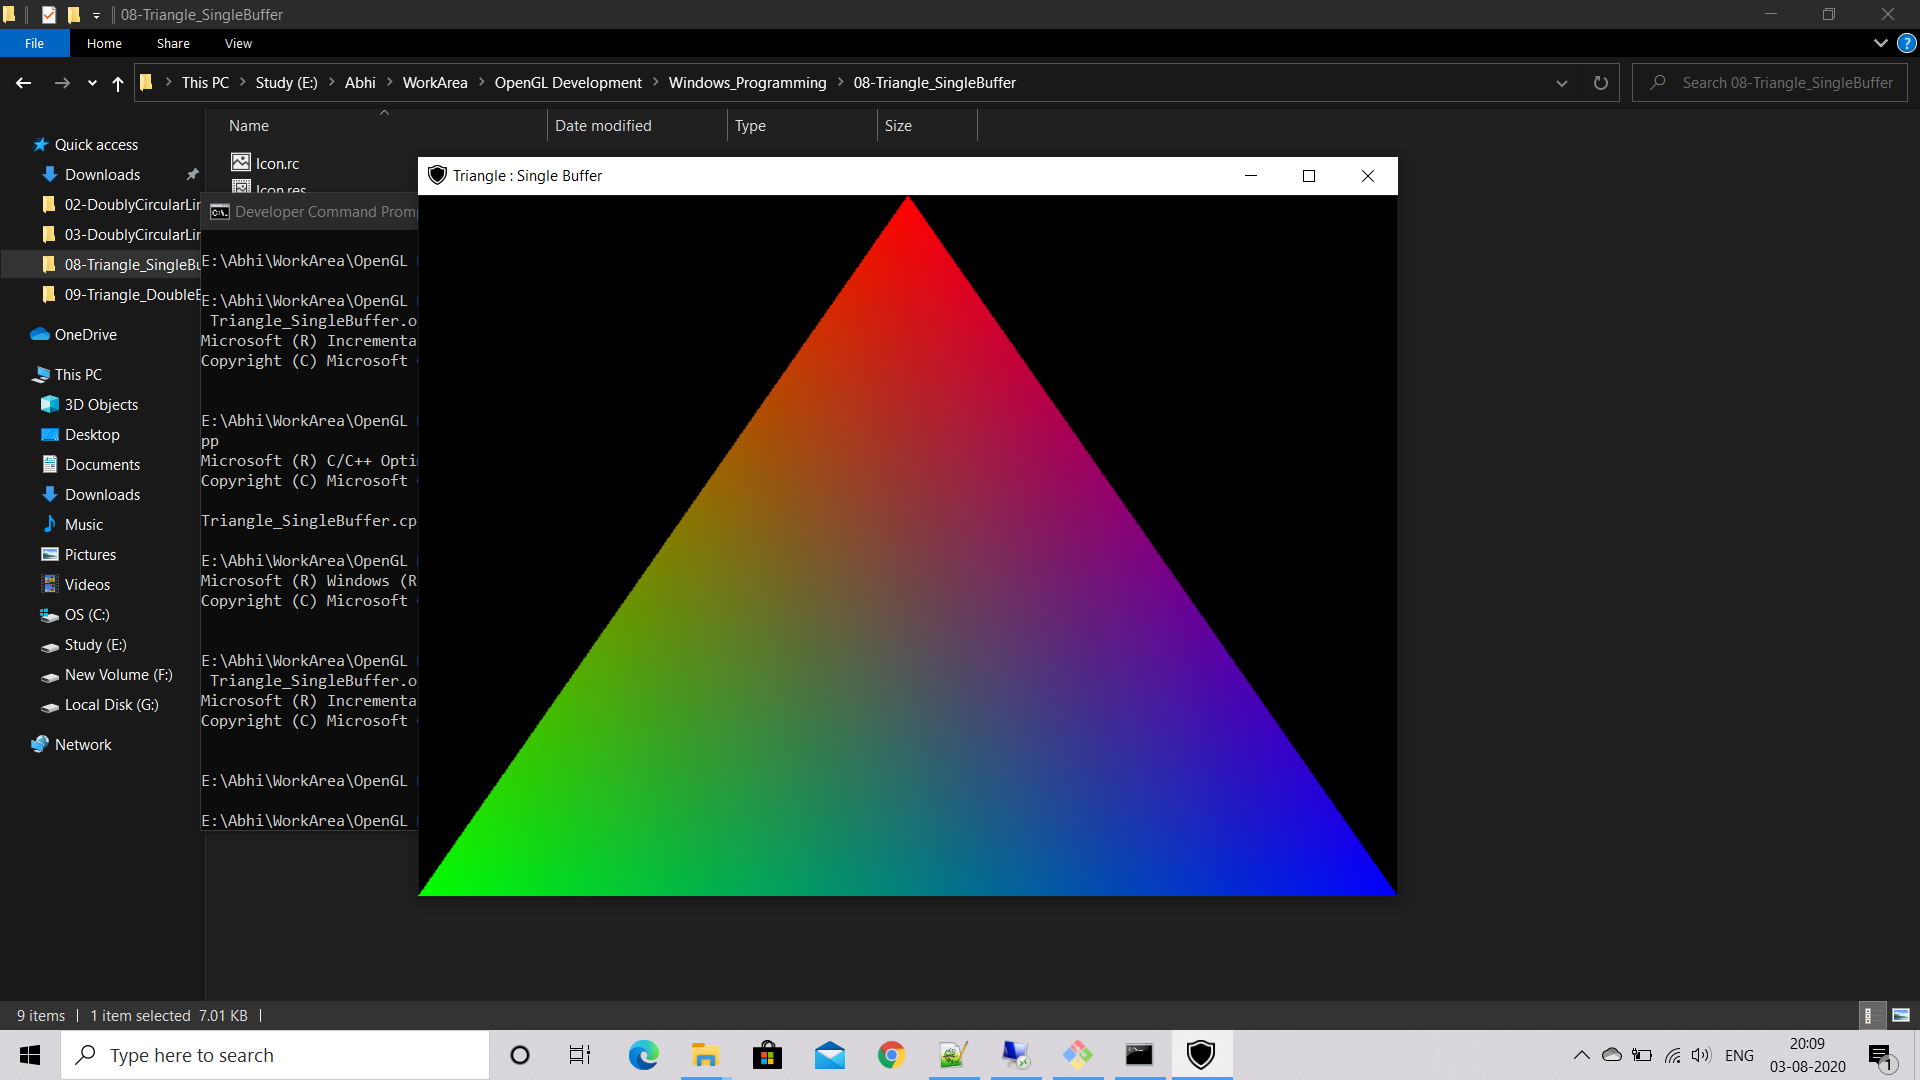 08-Triangle_SingleBuffer
File Home Share View
This PC Study (E:) Abhi WorkArea OpenGL Development Windows_Programming 08-Triangle_SingleBuffer
Search 08-Triangle_SingleBuffer
Name Date modified Type Size
Quick access
Downloads
02-DoublyCircularLin
03-DoublyCircularLin
08-Triangle_SingleBu
09-Triangle_DoubleB
OneDrive
This PC
3D Objects
Desktop
Documents
Downloads
Music
Pictures
Videos
OS (C:)
Study (E:)
New Volume (F:)
Local Disk (G:)
Network
Icon.rc
Icon.res
Developer Command Promp
E:\Abhi\WorkArea\OpenGL
E:\Abhi\WorkArea\OpenGL
Triangle_SingleBuffer.o
Microsoft (R) Incrementa
Copyright (C) Microsoft
E:\Abhi\WorkArea\OpenGL
pp
Microsoft (R) C/C++ Optim
Copyright (C) Microsoft
Triangle_SingleBuffer.cp
E:\Abhi\WorkArea\OpenGL
Microsoft (R) Windows (R
Copyright (C) Microsoft
E:\Abhi\WorkArea\OpenGL
Triangle_SingleBuffer.o
Microsoft (R) Incrementa
Copyright (C) Microsoft
E:\Abhi\WorkArea\OpenGL
E:\Abhi\WorkArea\OpenGL
Triangle : Single Buffer
9 items 1 item selected 7.01 KB
Type here to search
ENG
20:09
03-08-2020
1